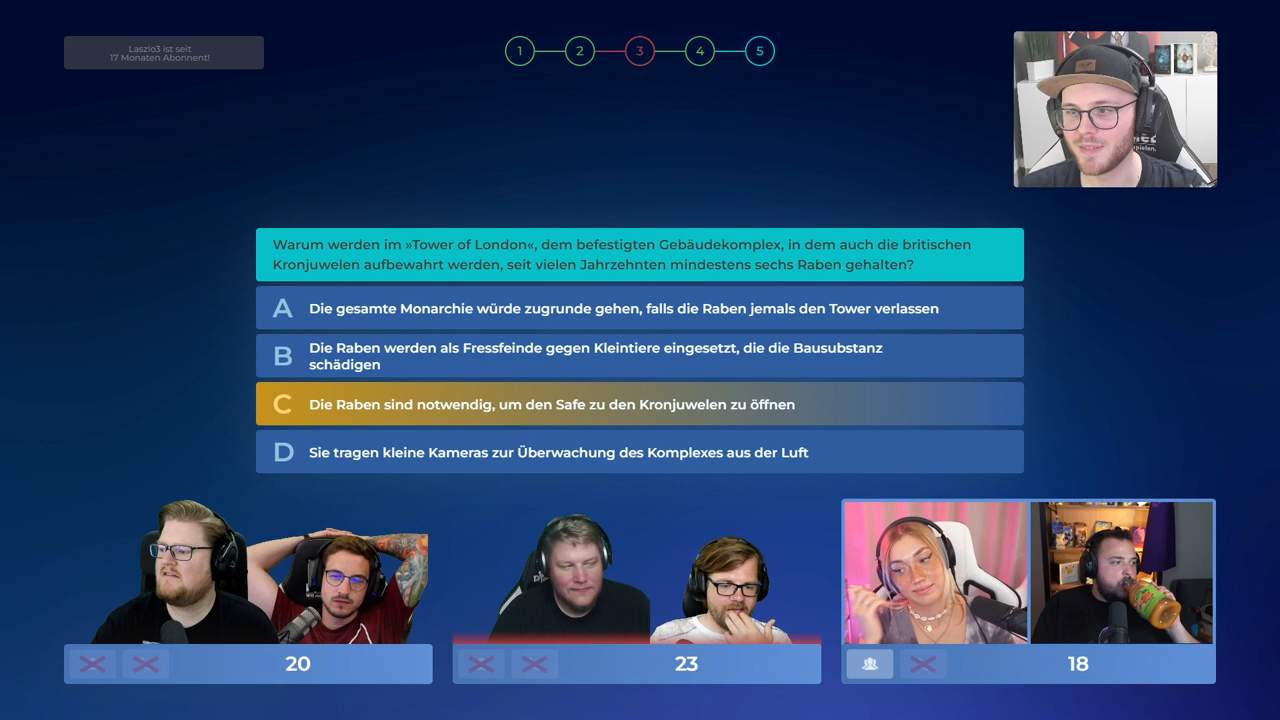 Laszlo3 ist seit
17 Monaten Abonnent!
1 2 3 4 5
Warum werden im »Tower of London«, dem befestigten Gebäudekomplex, in dem auch die britischen
Kronjuwelen aufbewahrt werden, seit vielen Jahrzehnten mindestens sechs Raben gehalten?
A Die gesamte Monarchie würde zugrunde gehen, falls die Raben jemals den Tower verlassen
B Die Raben werden als Fressfeinde gegen Kleintiere eingesetzt, die die Bausubstanz
schädigen
C Die Raben sind notwendig, um den Safe zu den Kronjuwelen zu öffnen
D Sie tragen kleine Kameras zur Überwachung des Komplexes aus der Luft
20
23
18